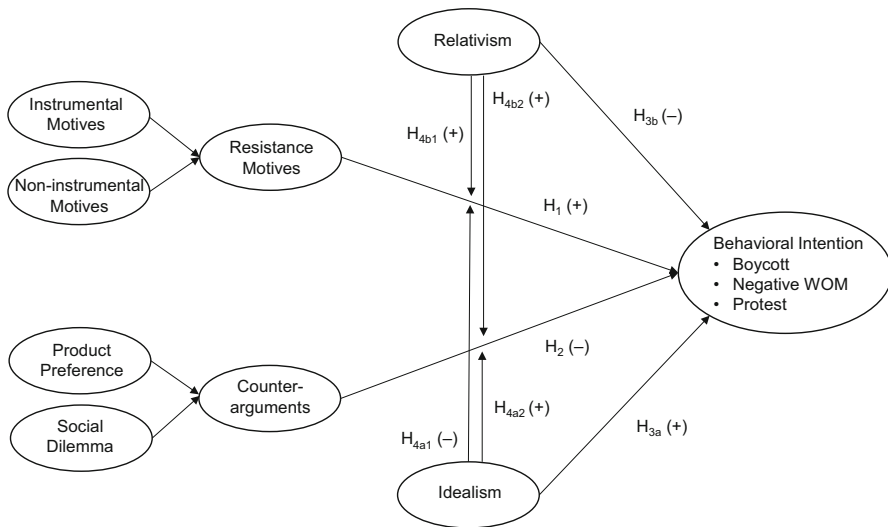 Relativism
H4b1 (+)
H4b2 (+)
H3b (–)
Instrumental
Motives
Non-instrumental
Motives
Resistance
Motives
H1 (+)
Behavioral Intention
• Boycott
• Negative WOM
• Protest
Product
Preference
Social
Dilemma
Counter-
arguments
H2 (–)
H4a1 (–)
H4a2 (+)
H3a (+)
Idealism